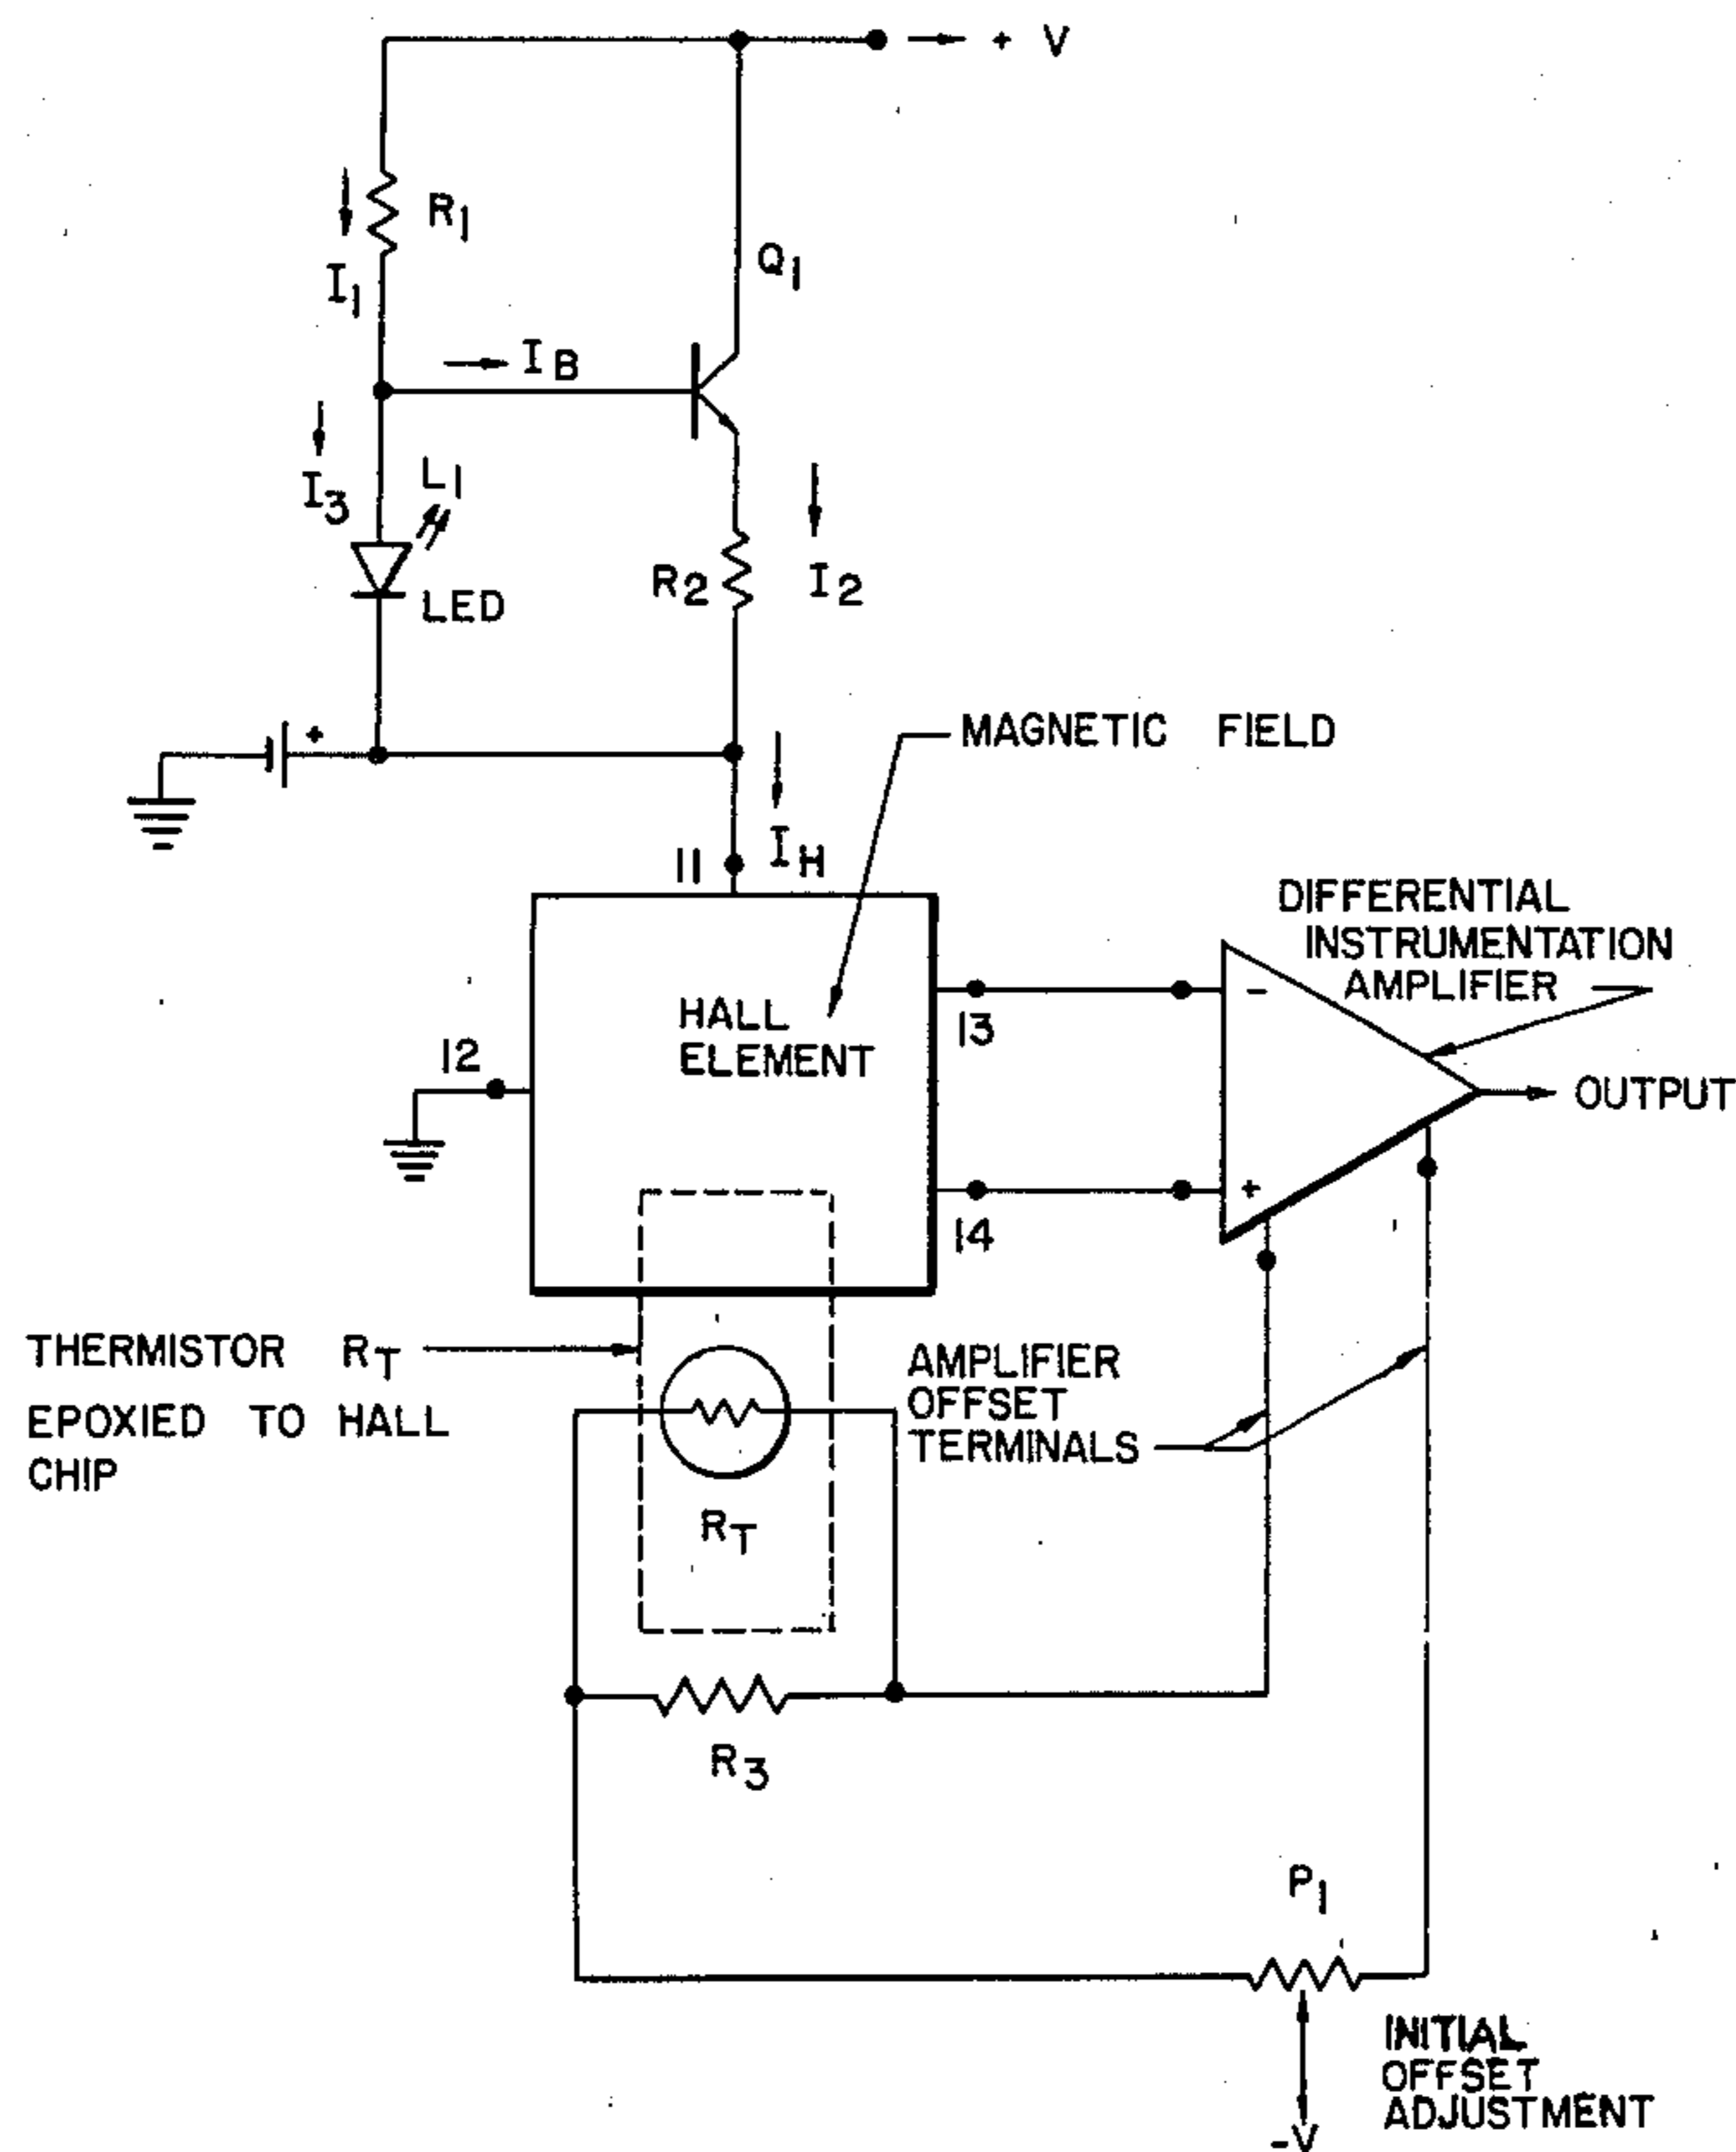 + V
R1
I1
Q1
IB
I3
L1
LED
R2
I2
+
MAGNETIC FIELD
11
IH
DIFFERENTIAL
INSTRUMENTATION
AMPLIFIER
HALL
ELEMENT
12
13
-
OUTPUT
14
+
THERMISTOR RT
EPOXIED TO HALL
CHIP
AMPLIFIER
OFFSET
TERMINALS
RT
R3
P1
INITIAL
OFFSET
ADJUSTMENT
-V